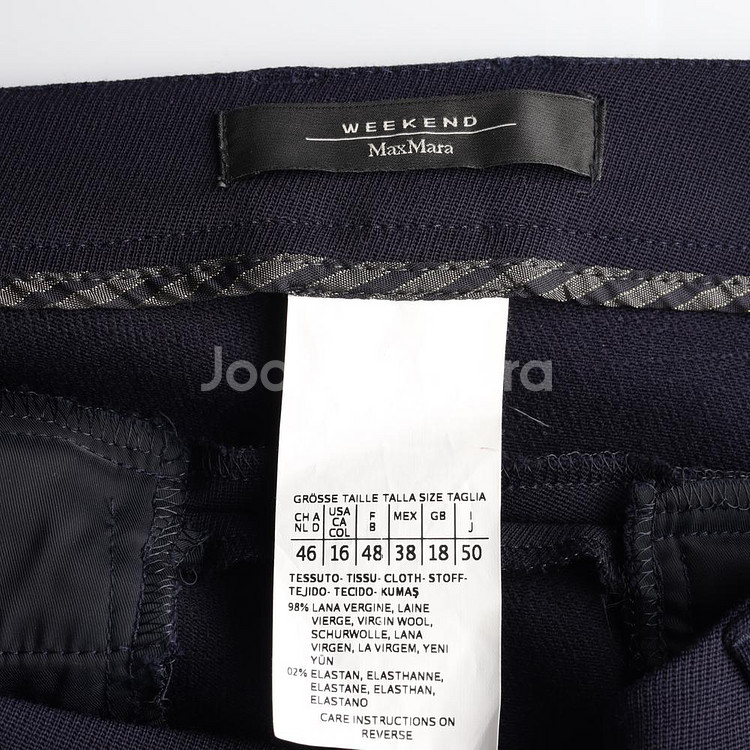 WEEKEND
MaxMara
GRÖSSE TAILLE TALLA SIZE TAGLIA
CH A NL D USA CA COL F B MEX GB I J
46 16 48 38 18 50
TESSUTO- TISSU- CLOTH- STOFF-
TEJIDO- TECIDO- KUMAŞ
98% LANA VERGINE, LAINE
VIERGE, VIRGIN WOOL,
SCHURWOLLE, LANA
VIRGEN, LA VIRGEM, YENI
YÜN
02% ELASTAN, ELASTHANNE,
ELASTANE, ELASTHAN,
ELASTANO
CARE INSTRUCTIONS ON
REVERSE